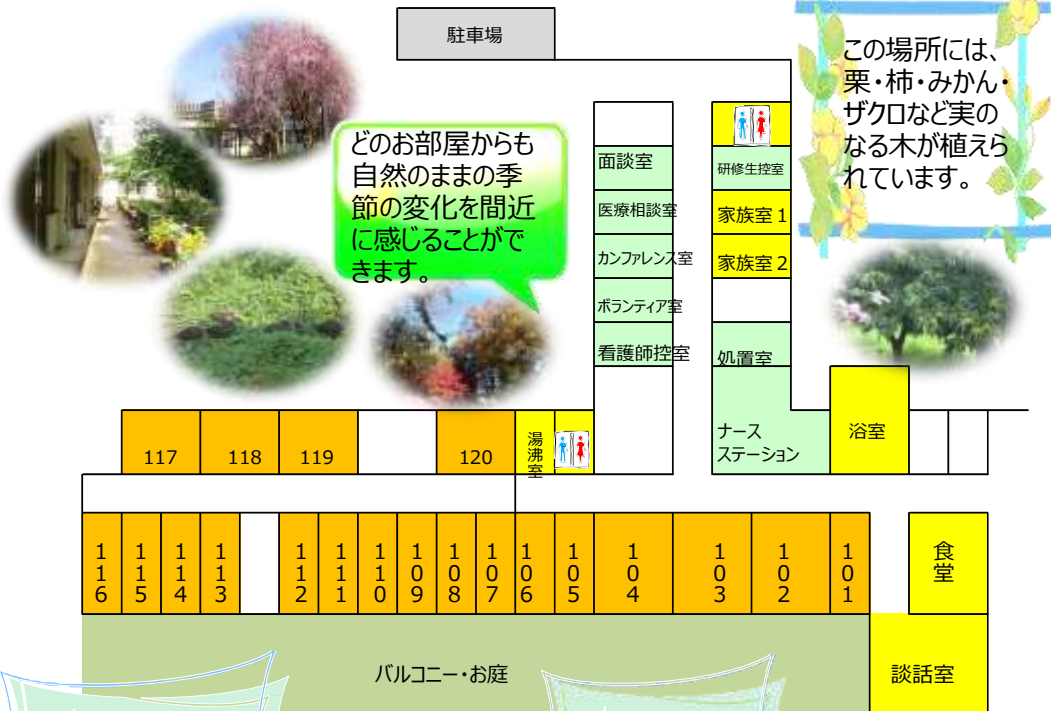 駐車場
この場所には、
栗・柿・みかん・
ザクロなど実の
なる木が植えら
れています。
どのお部屋からも
自然のままの季
節の変化を間近
に感じることがで
きます。
面談室
研修生控室
医療相談室
家族室1
カンファレンス室
家族室2
ボランティア室
看護師控室
処置室
ナース
ステーション
浴室
117
118
119
120
湯沸室
116
115
114
113
112
111
110
109
108
107
106
105
104
103
102
101
食堂
バルコニー・お庭
談話室